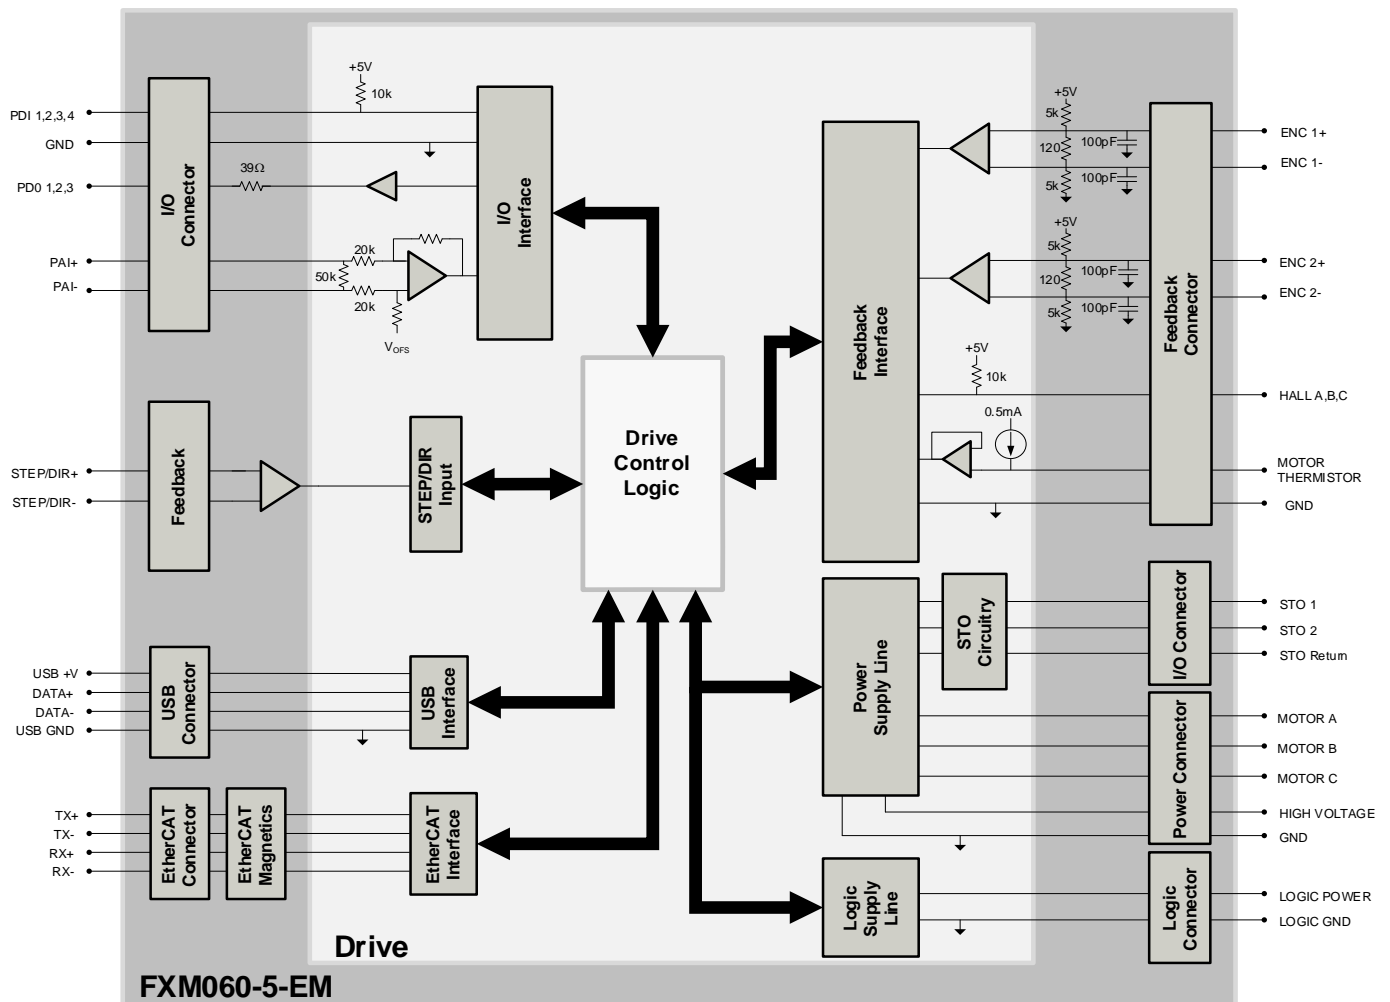 PDI 1,2,3,4
GND
PD0 1,2,3
PAI+
PAI-
I/O
Connector
+5V
10k
39Ω
20k
50k
20k
VOFS
I/O
Interface
STEP/DIR+
STEP/DIR-
Feedback
STEP/DIR
Input
Drive
Control
Logic
USB +V
DATA+
DATA-
USB GND
USB
Connector
USB
Interface
TX+
TX-
RX+
RX-
EtherCAT
Connector
EtherCAT
Magnetics
EtherCAT
Interface
Feedback
Interface
+5V
5k
120
5k
100pF
100pF
+5V
5k
120
5k
100pF
100pF
+5V
10k
0.5mA
Feedback
Connector
ENC 1+
ENC 1-
ENC 2+
ENC 2-
HALL A,B,C
MOTOR
THERMISTOR
GND
Power
Supply Line
STO
Circuitry
I/O Connector
STO 1
STO 2
STO Return
Power Connector
MOTOR A
MOTOR B
MOTOR C
HIGH VOLTAGE
GND
Logic
Supply
Line
Logic
Connector
LOGIC POWER
LOGIC GND
Drive
FXM060-5-EM